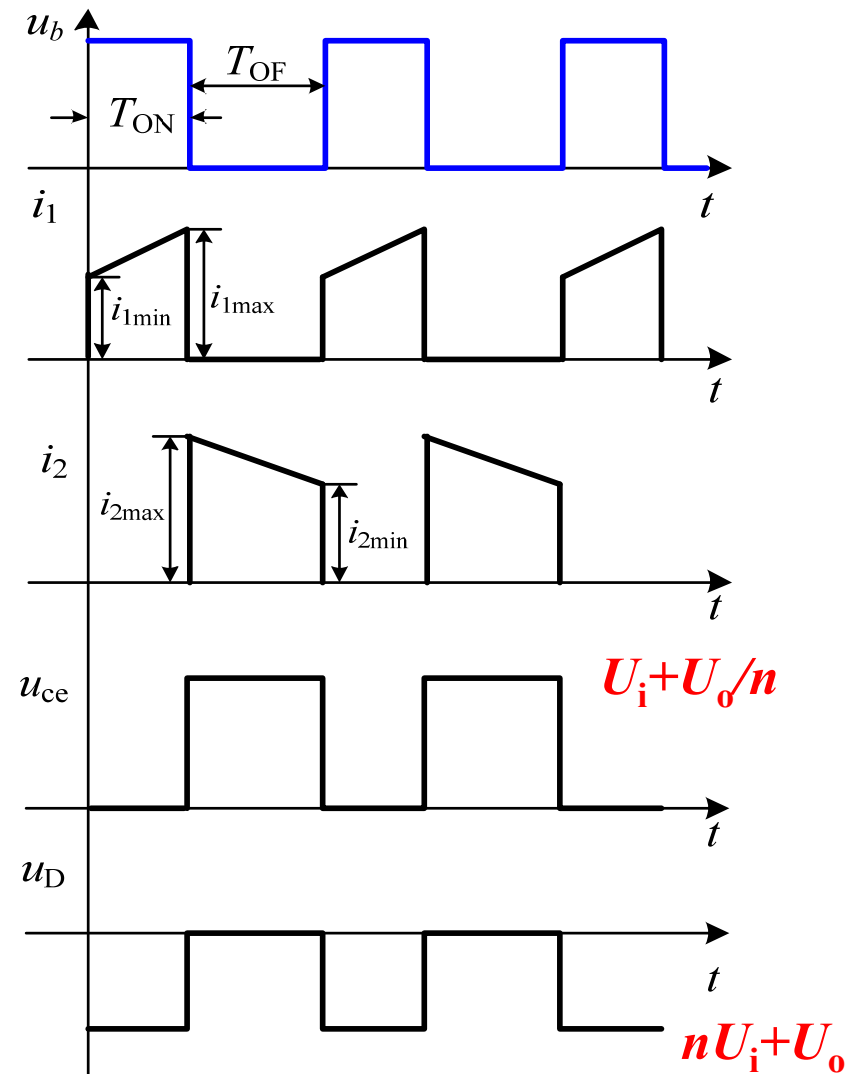 u_b
T_OF
T_ON
t
i_1
i_1min
i_1max
t
i_2
i_2max
i_2min
t
u_ce
U_i+U_o/n
t
u_D
t
nU_i+U_o